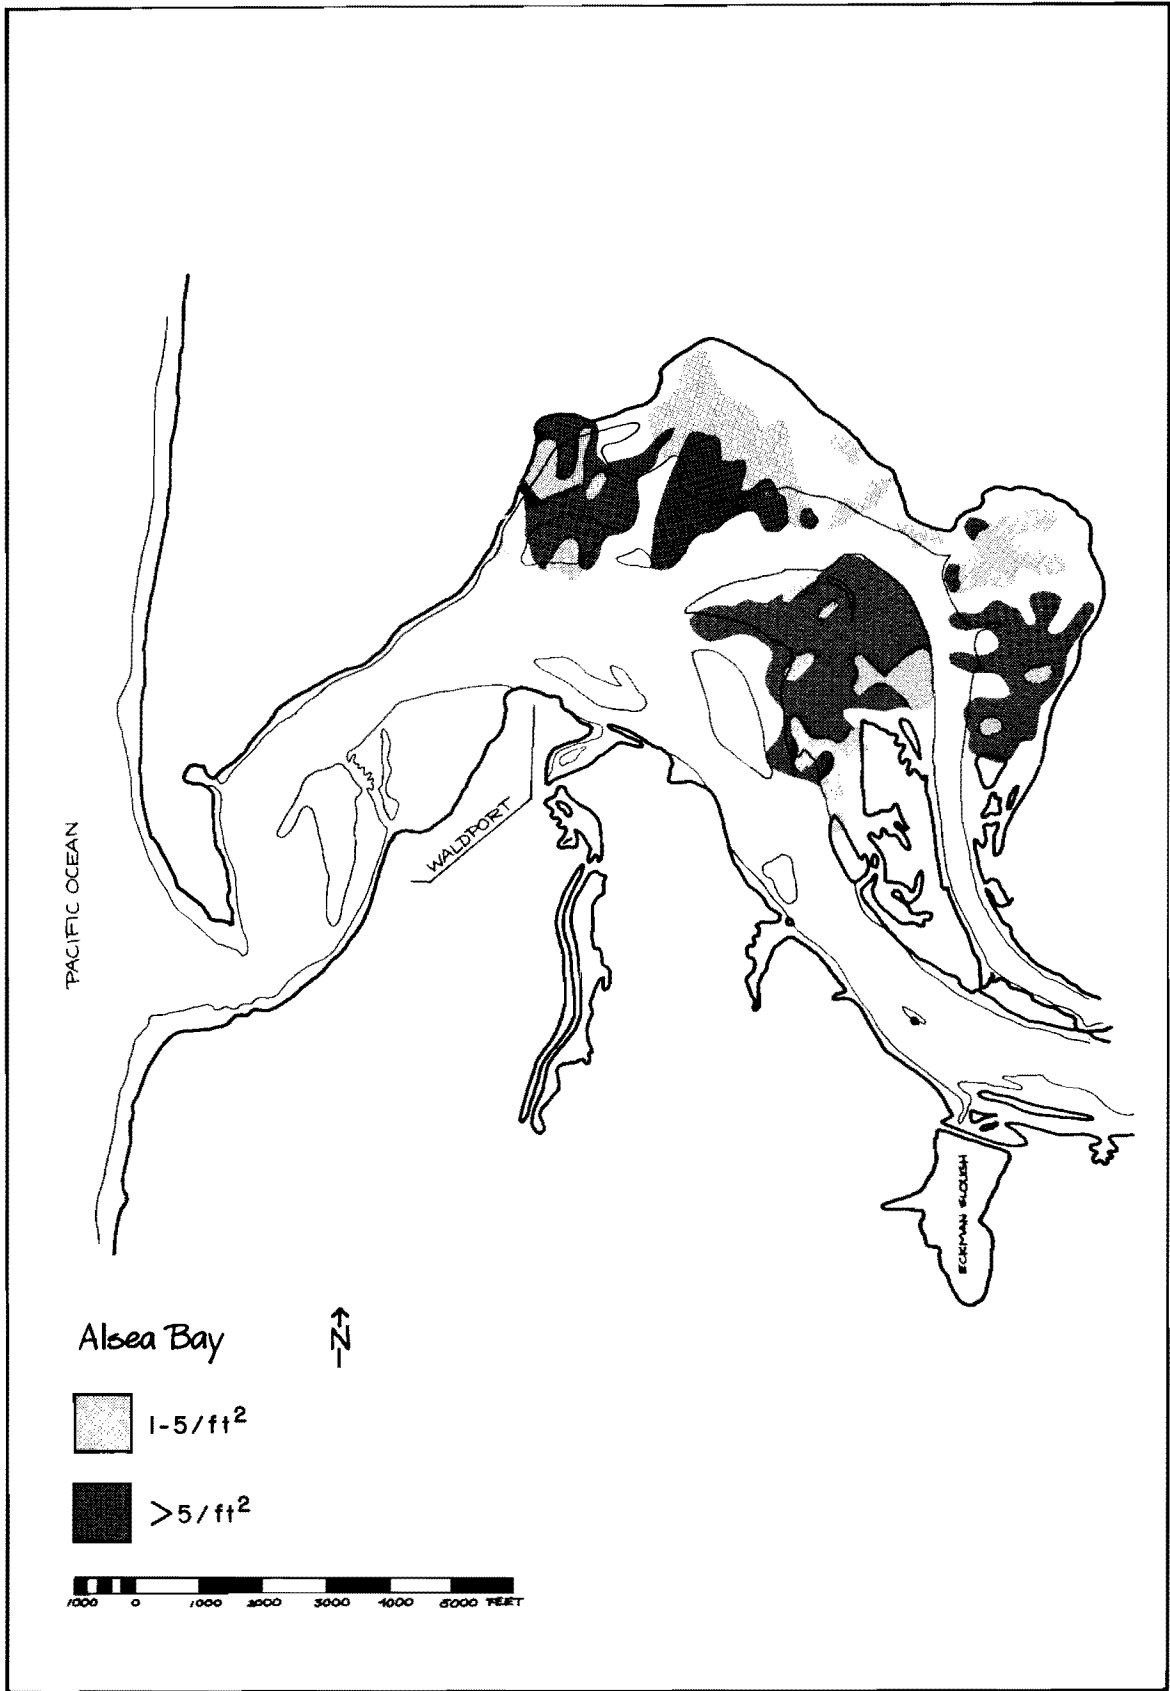 WALDPORT
PACIFIC OCEAN
ECKMAN SLOUGH
Alsea Bay
N
1-5/ft²
>5/ft²
1000 0 1000 2000 3000 4000 5000 FEET